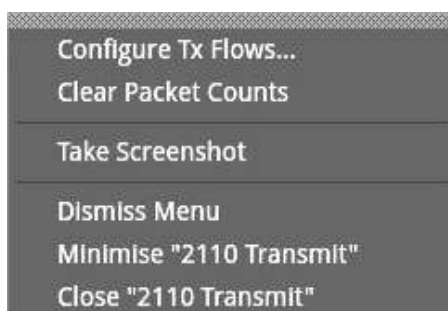 Configure Tx Flows...
Clear Packet Counts
Take Screenshot
Dismiss Menu
Minimise "2110 Transmit"
Close "2110 Transmit"